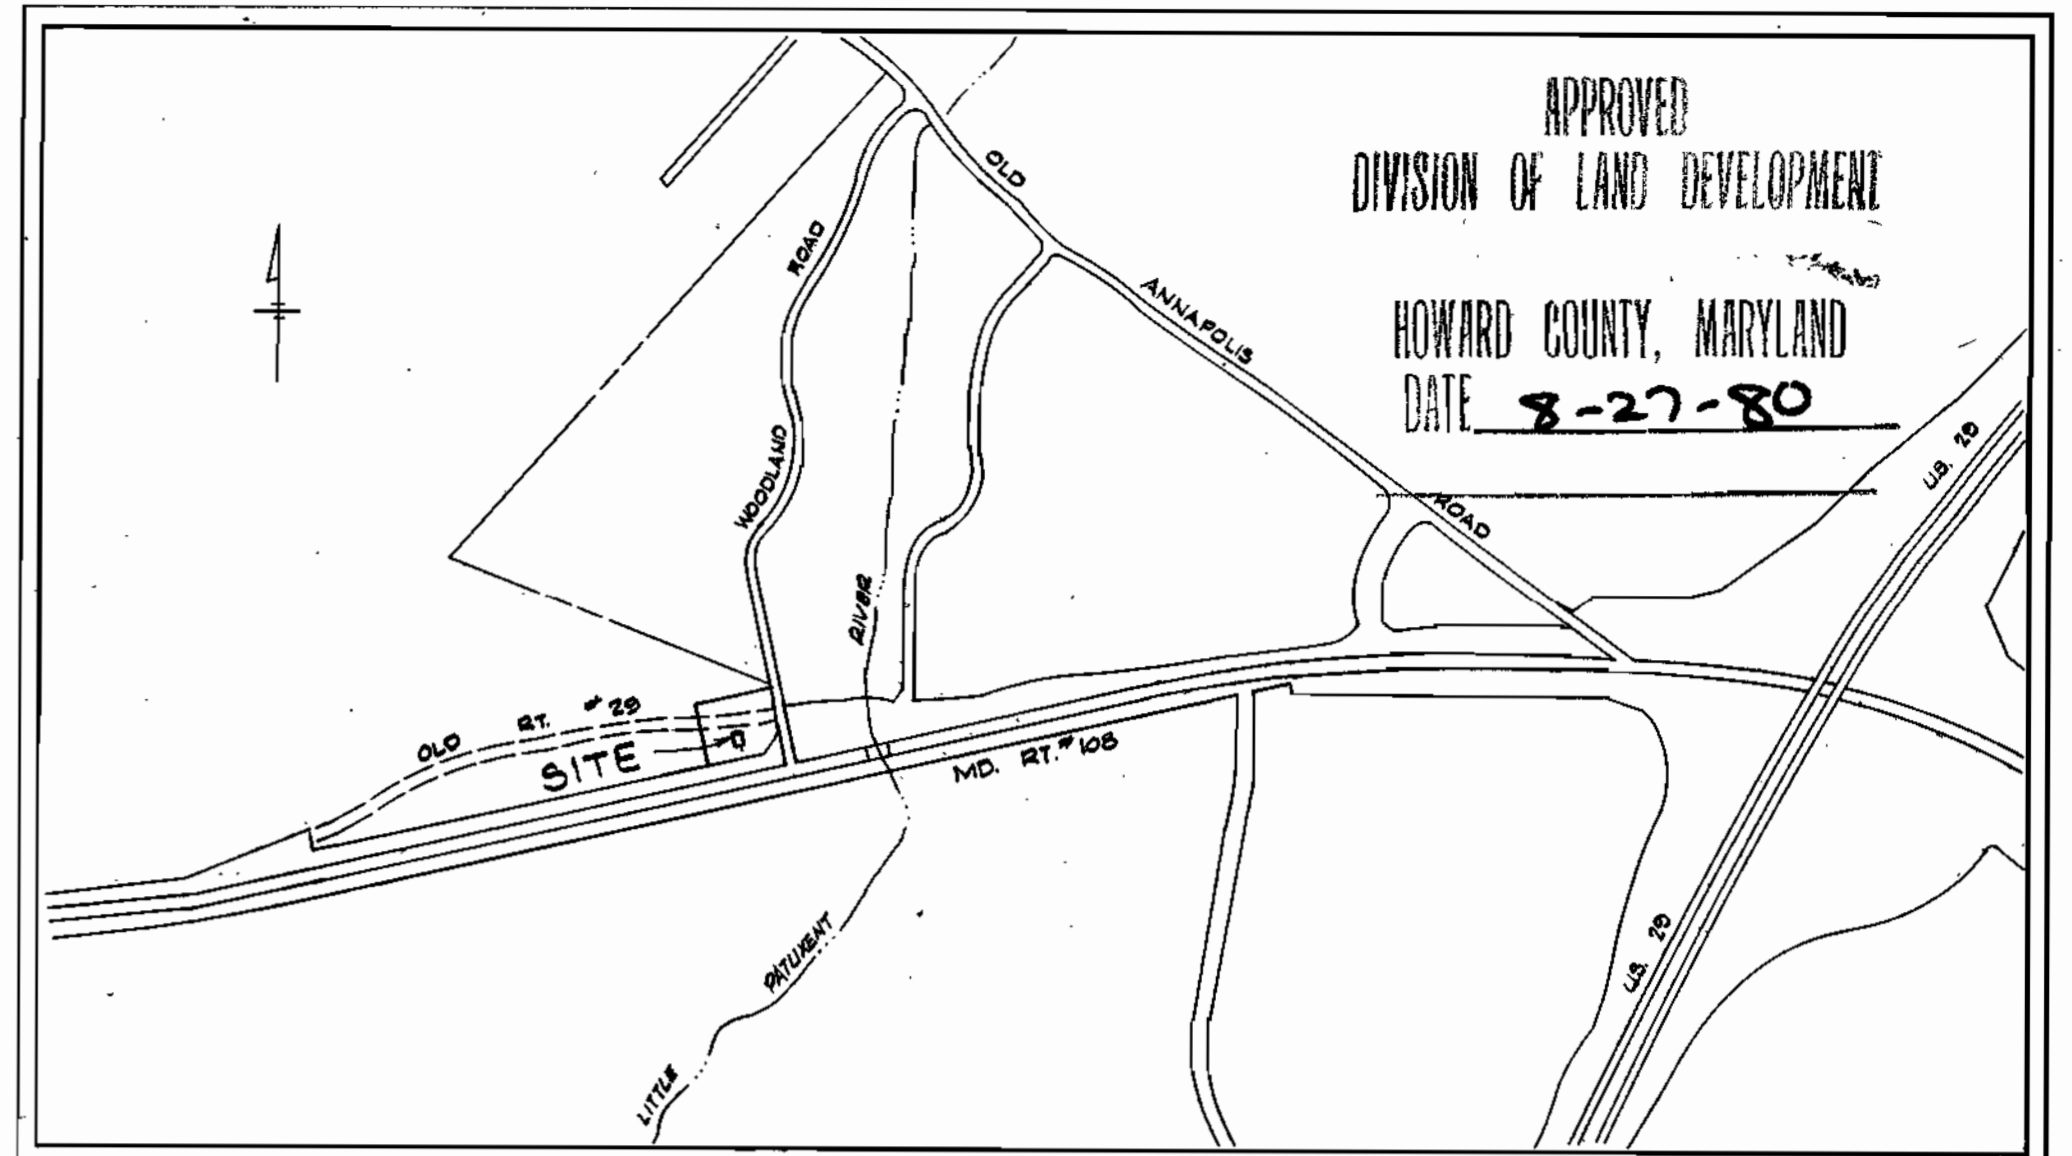 APPROVED
DIVISION OF LAND DEVELOPMENT
HOWARD COUNTY, MARYLAND
DATE 8-27-80
OLD
ANNAPOLIS
ROAD
U.S. 29
ROAD
WOODLAND
RIVER
OLD RT. # 29
SITE
MD. RT. # 108
U.S. 29
PATUXENT
LITTLE